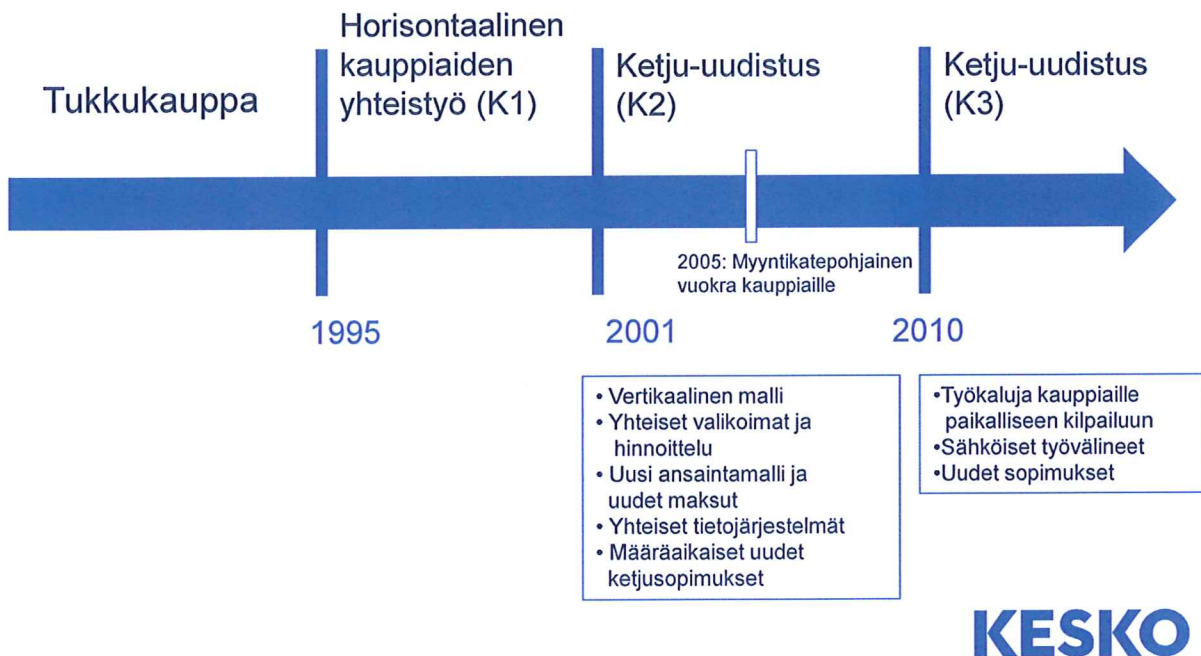 Tukkukauppa
Horisontaalinen
kauppiaiden
yhteistyö (K1)
Ketju-uudistus
(K2)
Ketju-uudistus
(K3)
2005: Myyntikatepohjainen
vuokra kauppiaille
1995
2001
2010
• Vertikaalinen malli
• Yhteiset valikoimat ja
hinnoittelu
• Uusi ansaintamalli ja
uudet maksut
• Yhteiset tietojärjestelmät
• Määräaikaiset uudet
ketjusopimukset
•Työkaluja kauppiaille
paikalliseen kilpailuun
•Sähköiset työvälineet
•Uudet sopimukset
KESKO